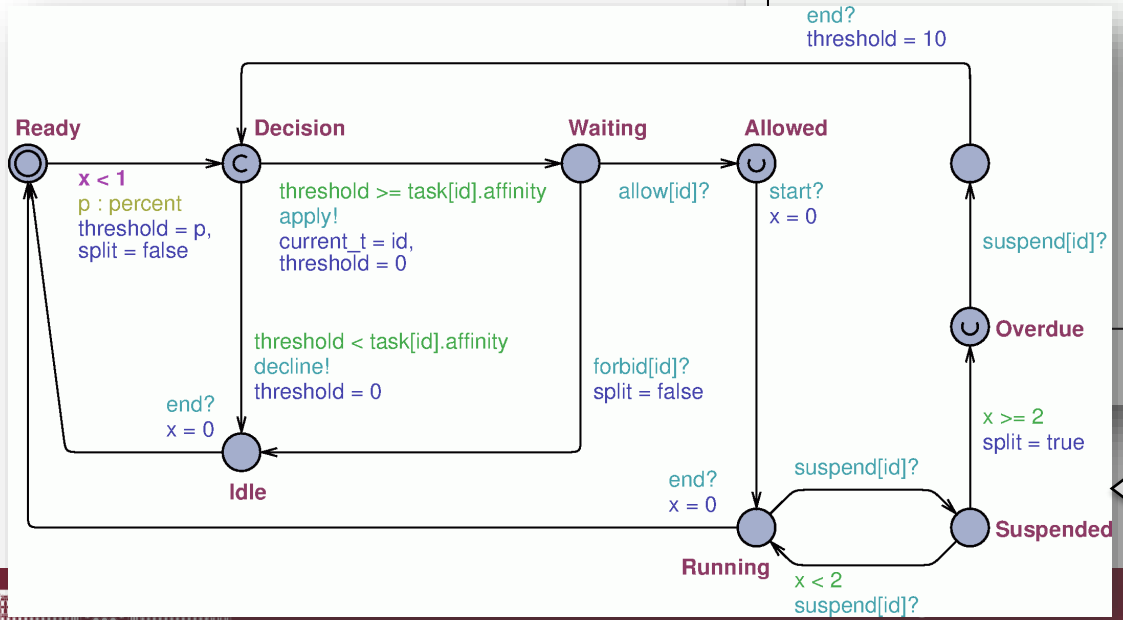 end?
threshold = 10
Ready
Decision
Waiting
Allowed
x < 1
p : percent
threshold = p,
split = false
threshold >= task[id].affinity
apply!
current_t = id,
threshold = 0
allow[id]?
start?
x = 0
suspend[id]?
Overdue
threshold < task[id].affinity
decline!
threshold = 0
forbid[id]?
split = false
end?
x = 0
x >= 2
split = true
Idle
end?
x = 0
suspend[id]?
Suspended
Running
x < 2
suspend[id]?